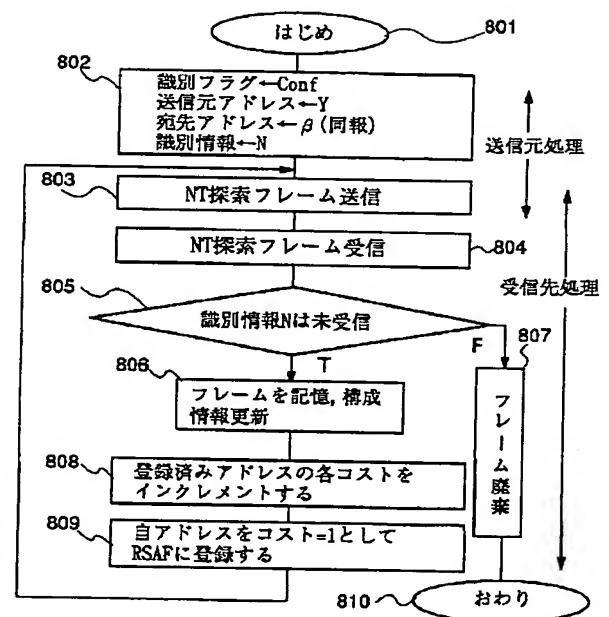 はじめ
801
802
識別フラグ←Conf
送信元アドレス←Y
宛先アドレス←β(同報)
識別情報←N
送信元処理
803
NT探索フレーム送信
NT探索フレーム受信
804
805
受信先処理
識別情報Nは未受信
T
F
807
806
フレームを記憶,構成
情報更新
フレーム廃棄
808
登録済みアドレスの各コストを
インクリメントする
809
自アドレスをコスト=1として
RSAFに登録する
810
おわり